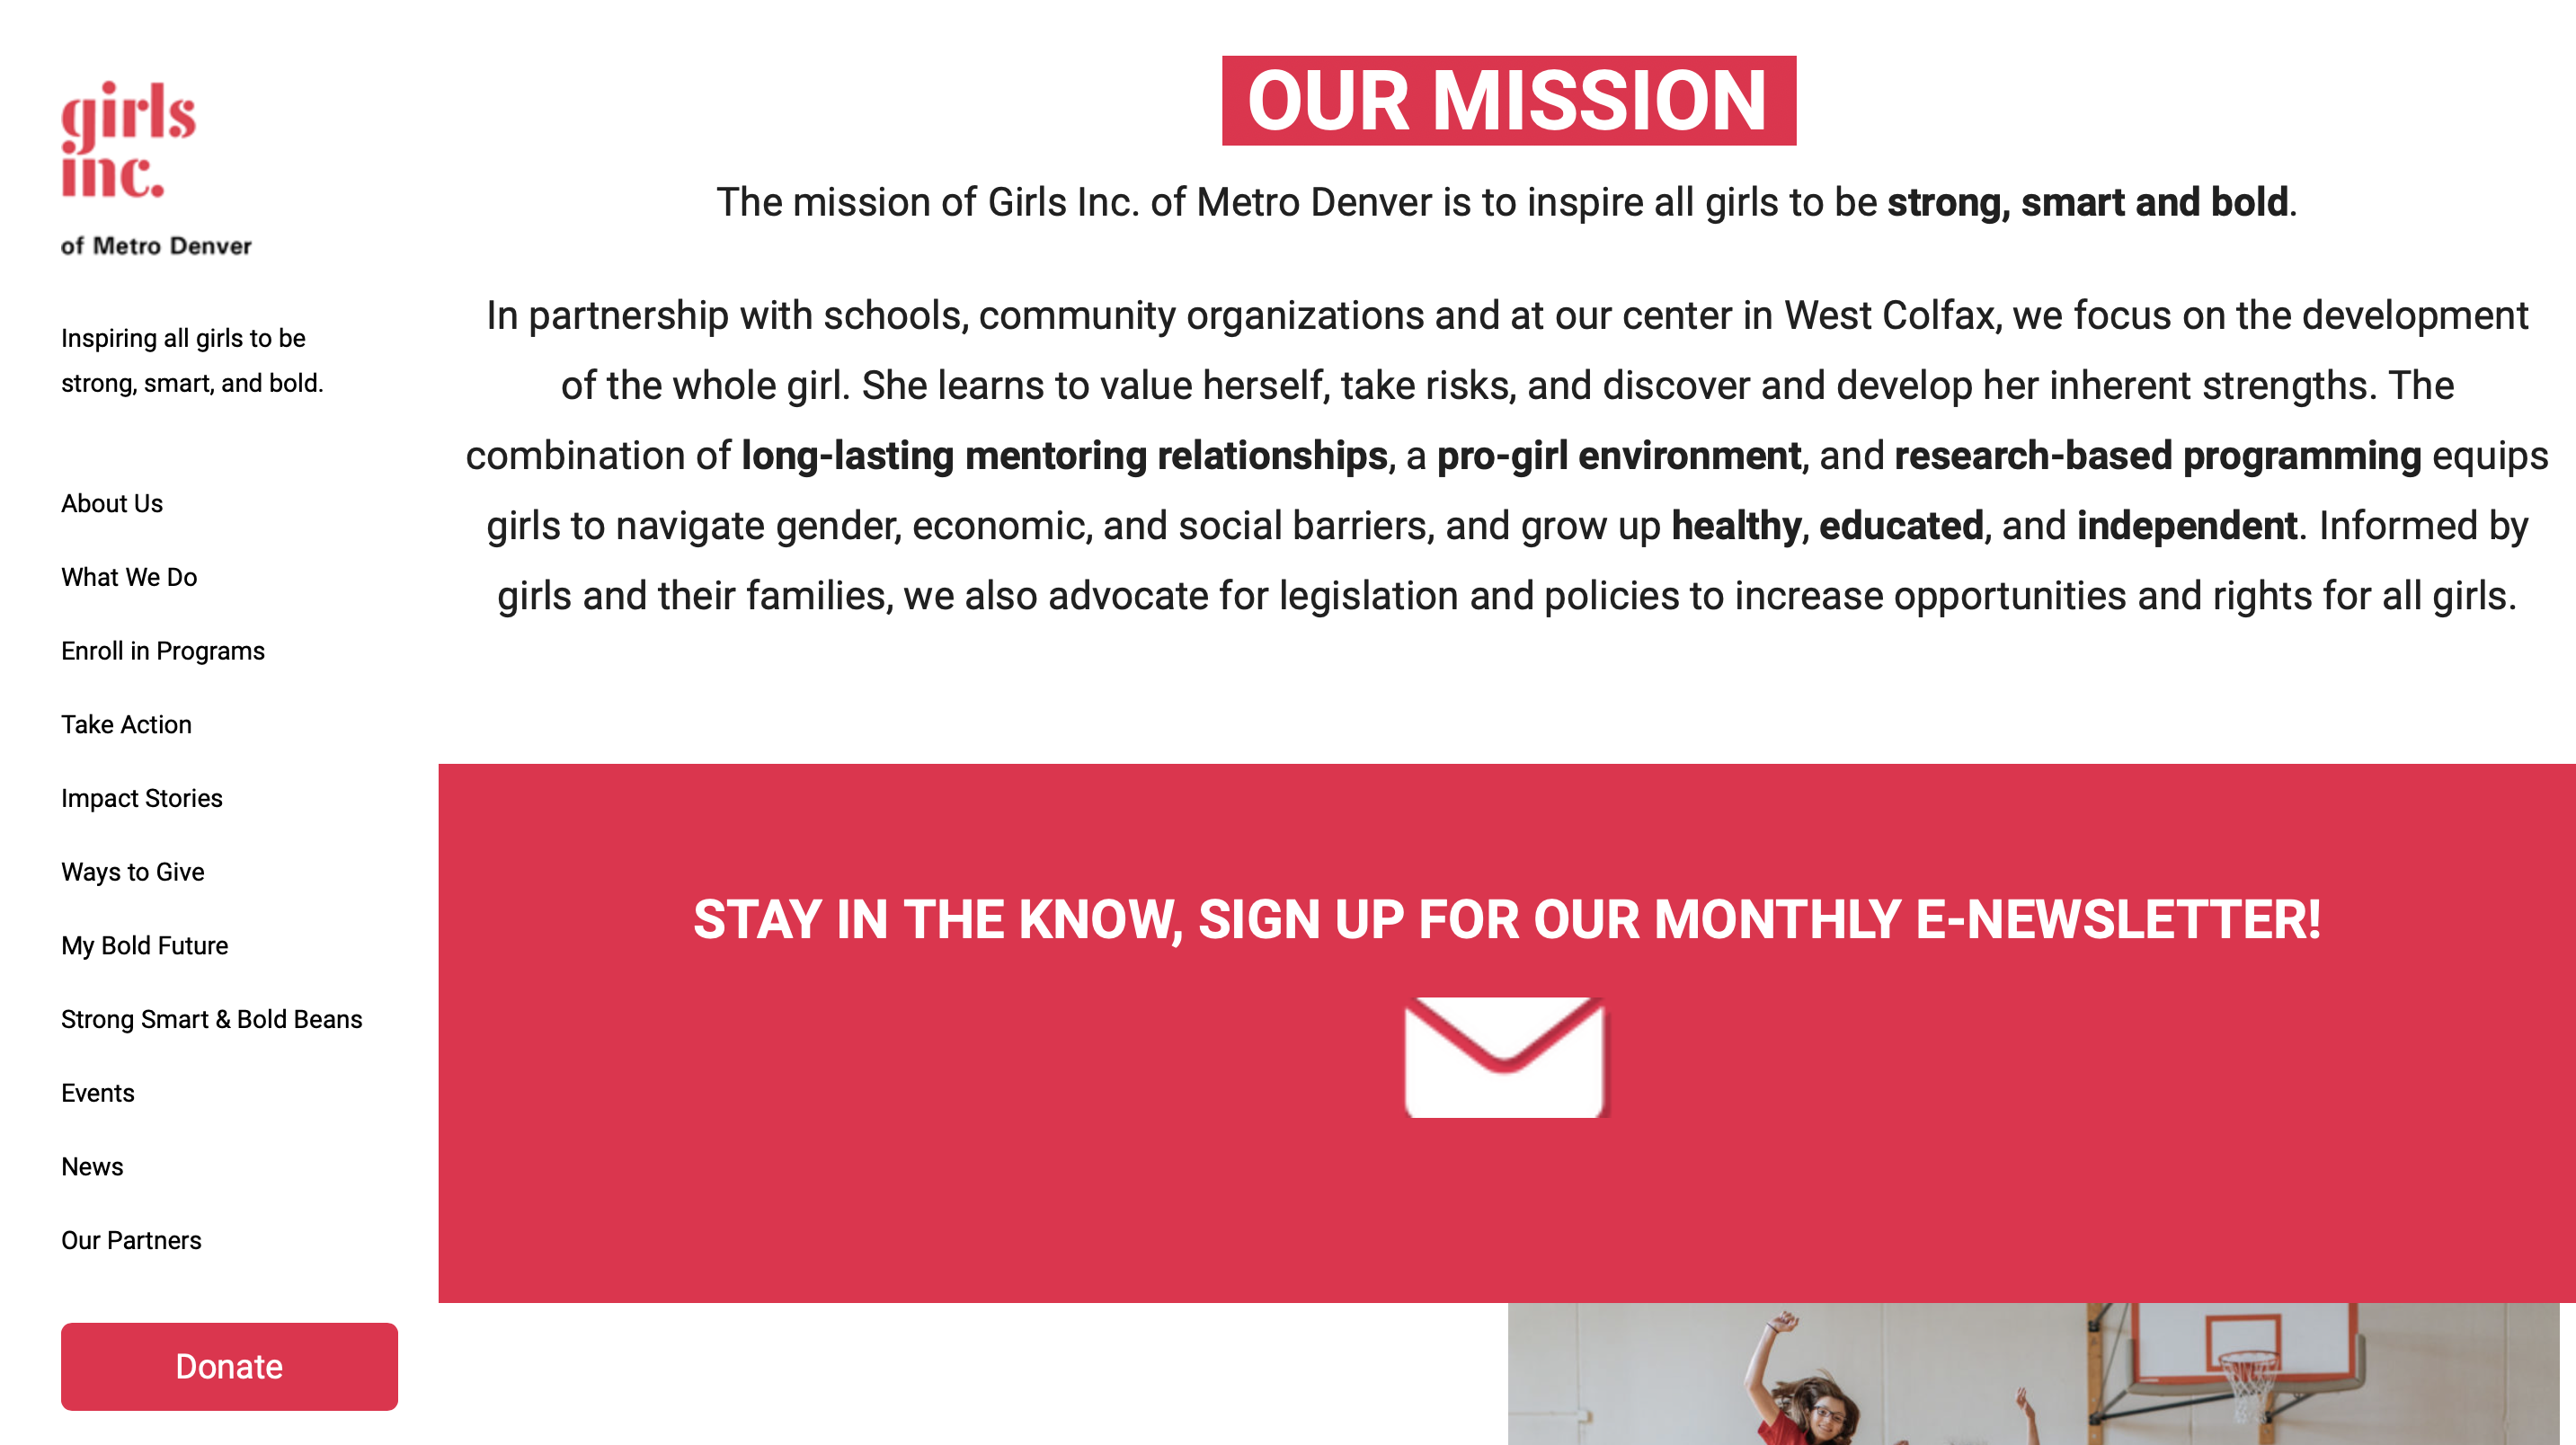 girls
inc.
of Metro Denver
Inspiring all girls to be
strong, smart, and bold.
About Us
What We Do
Enroll in Programs
Take Action
Impact Stories
Ways to Give
My Bold Future
Strong Smart & Bold Beans
Events
News
Our Partners
Donate
OUR MISSION
The mission of Girls Inc. of Metro Denver is to inspire all girls to be strong, smart and bold.
In partnership with schools, community organizations and at our center in West Colfax, we focus on the development
of the whole girl. She learns to value herself, take risks, and discover and develop her inherent strengths. The
combination of long-lasting mentoring relationships, a pro-girl environment, and research-based programming equips
girls to navigate gender, economic, and social barriers, and grow up healthy, educated, and independent. Informed by
girls and their families, we also advocate for legislation and policies to increase opportunities and rights for all girls.
STAY IN THE KNOW, SIGN UP FOR OUR MONTHLY E-NEWSLETTER!